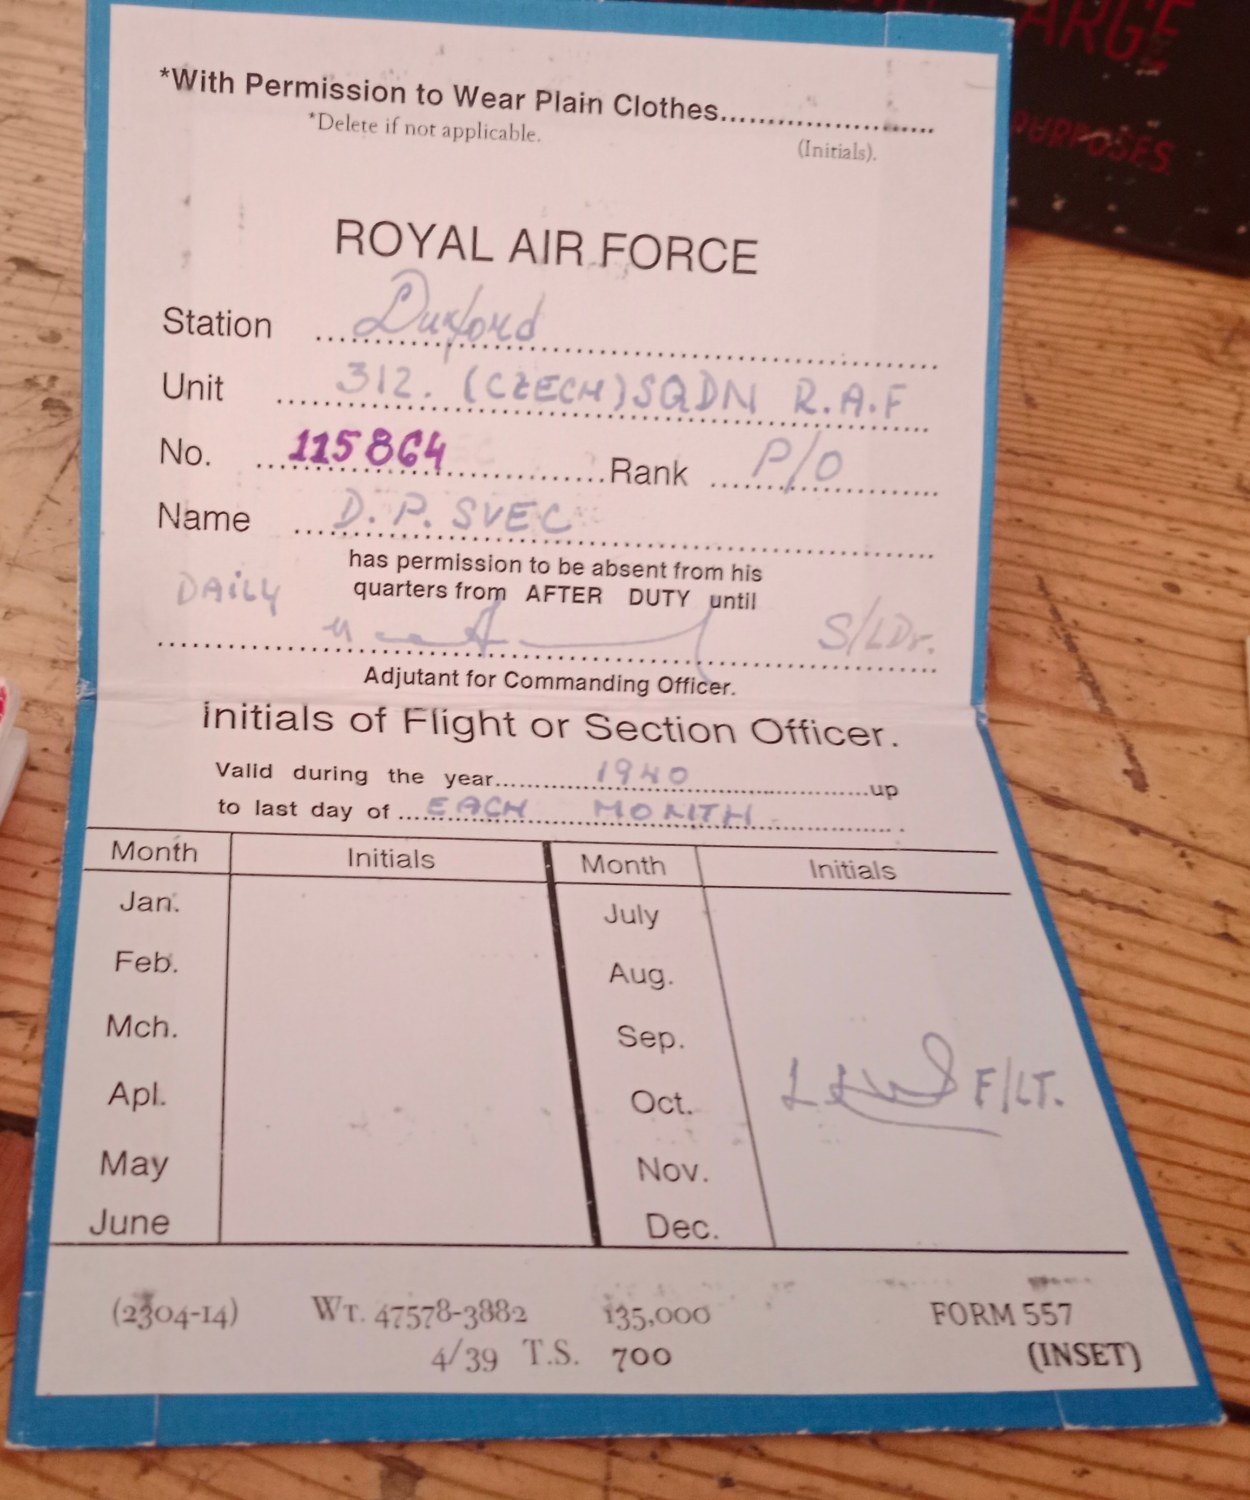 ARGE
PURPOSES
*With Permission to Wear Plain Clothes........................
*Delete if not applicable.
(Initials).
ROYAL AIR FORCE
Station Duxford
Unit 312. (CZECH) SQDN R.A.F
No. 115864 Rank P/O
Name D. P. SVEC
has permission to be absent from his
DAILY quarters from AFTER DUTY until
S/LDr.
Adjutant for Commanding Officer.
Initials of Flight or Section Officer.
Valid during the year 1940 up
to last day of EACH MONTH
Month Initials Month Initials
Jan. July
Feb. Aug.
Mch. Sep.
Apl. Oct. F/LT.
May Nov.
June Dec.
(2304-14) WT. 47578-3882 135,000 FORM 557
4/39 T.S. 700 (INSET)